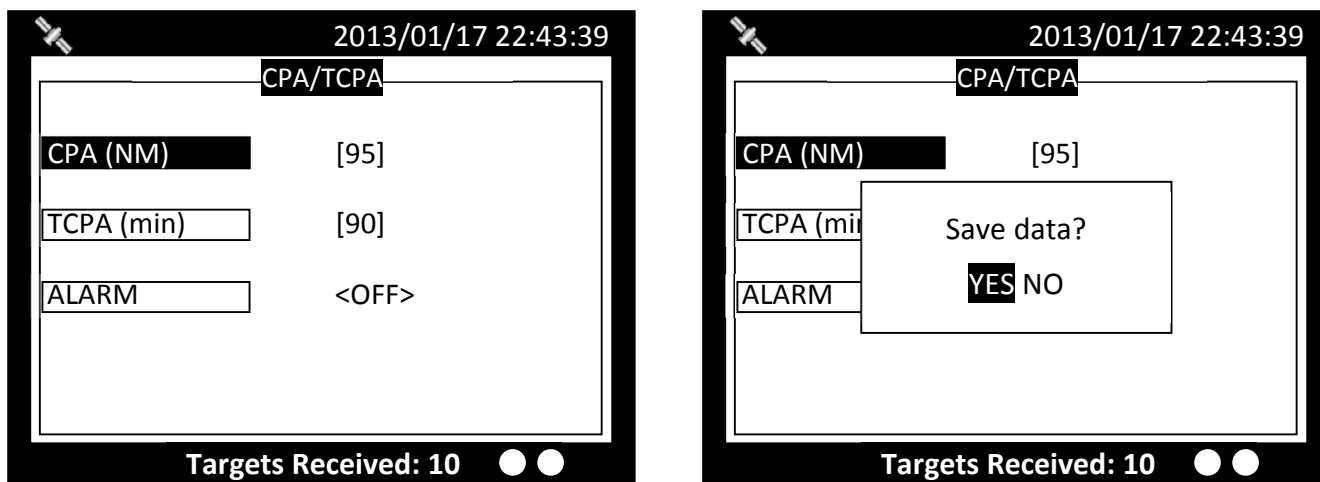 2013/01/17 22:43:39
CPA/TCPA
CPA (NM) [95]
TCPA (min) [90]
ALARM <OFF>
Targets Received: 10
2013/01/17 22:43:39
CPA/TCPA
CPA (NM) [95]
TCPA (mi
Save data?
ALARM
YES NO
Targets Received: 10